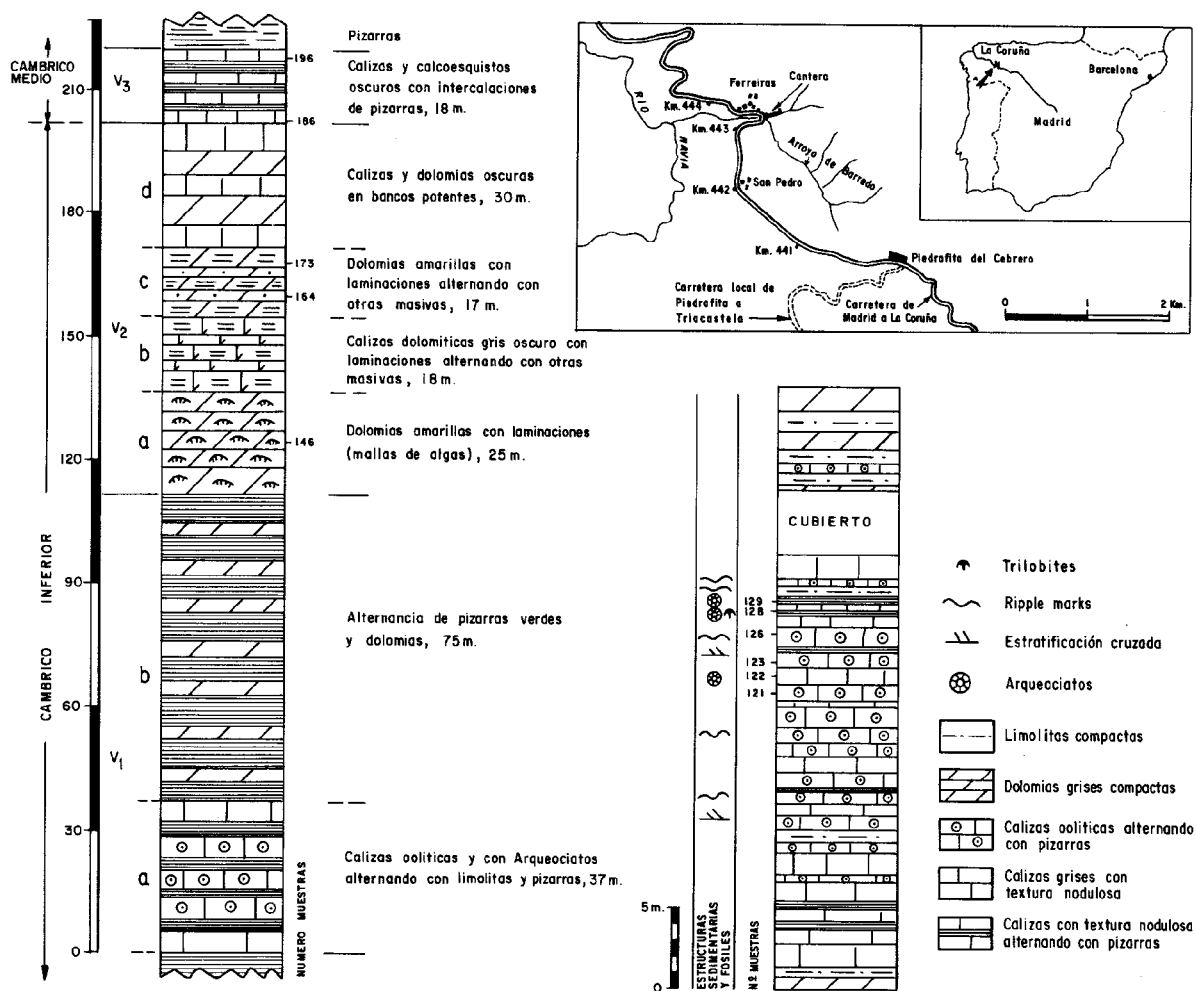 CAMBRICO
MEDIO
CAMBRICO INFERIOR
210
180
150
120
90
60
30
0
V3
V2
V1
d
c
b
a
b
a
196
186
173
164
146
NUMERO MUESTRAS
Pizarras
Calizas y calcoesquistos
oscuros con intercalaciones
de pizarras, 18 m.
Calizas y dolomias oscuras
en bancos potentes, 30 m.
Dolomias amarillas con
laminaciones alternando con
otras masivas, 17 m.
Calizas dolomiticas gris oscuro con
laminaciones alternando con otras
masivas, 18 m.
Dolomias amarillas con laminaciones
(mallas de algas), 25 m.
Alternancia de pizarras verdes
y dolomias, 75 m.
Calizas ooliticas y con Arqueociatos
alternando con limolitas y pizarras, 37 m.
RIO
NAVIA
Ferreiras
Cantera
Km. 444
Km. 443
Arroyo de Barredo
San Pedro
Km. 442
Km. 441
Piedrafita del Cebrero
Carretera local de
Piedrafita a
Triacastela
Carretera de
Madrid a La Coruña
0 1 2 Km.
La Coruña
N
Barcelona
Madrid
CUBIERTO
129
128
126
123
122
121
5 m.
0
ESTRUCTURAS
SEDIMENTARIAS
Y FOSILES
Nº MUESTRAS
Trilobites
Ripple marks
Estratificación cruzada
Arqueociatos
Limolitas compactas
Dolomias grises compactas
Calizas ooliticas alternando
con pizarras
Calizas grises con
textura nodulosa
Calizas con textura nodulosa
alternando con pizarras